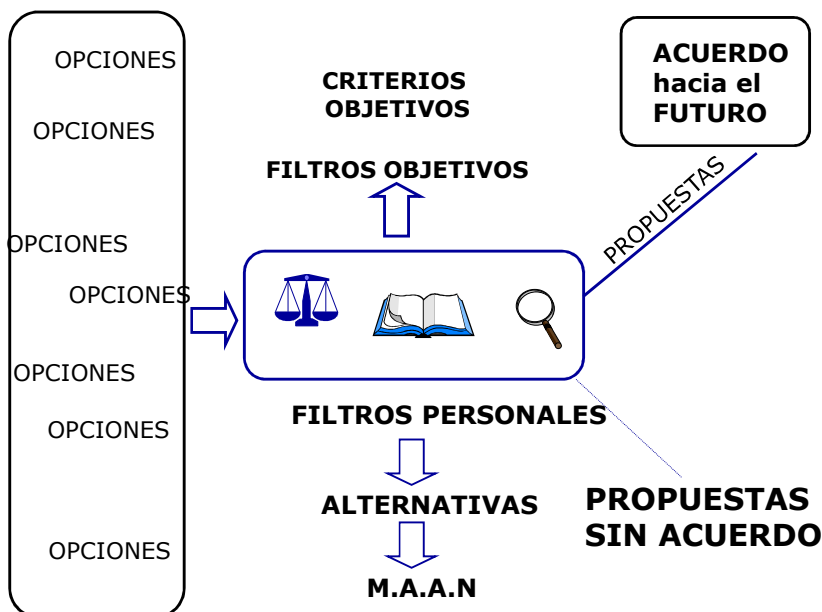 OPCIONES
OPCIONES
OPCIONES
OPCIONES
OPCIONES
OPCIONES
OPCIONES
CRITERIOS
OBJETIVOS
FILTROS OBJETIVOS
FILTROS PERSONALES
ALTERNATIVAS
M.A.A.N
PROPUESTAS
ACUERDO
hacia el
FUTURO
PROPUESTAS
SIN ACUERDO